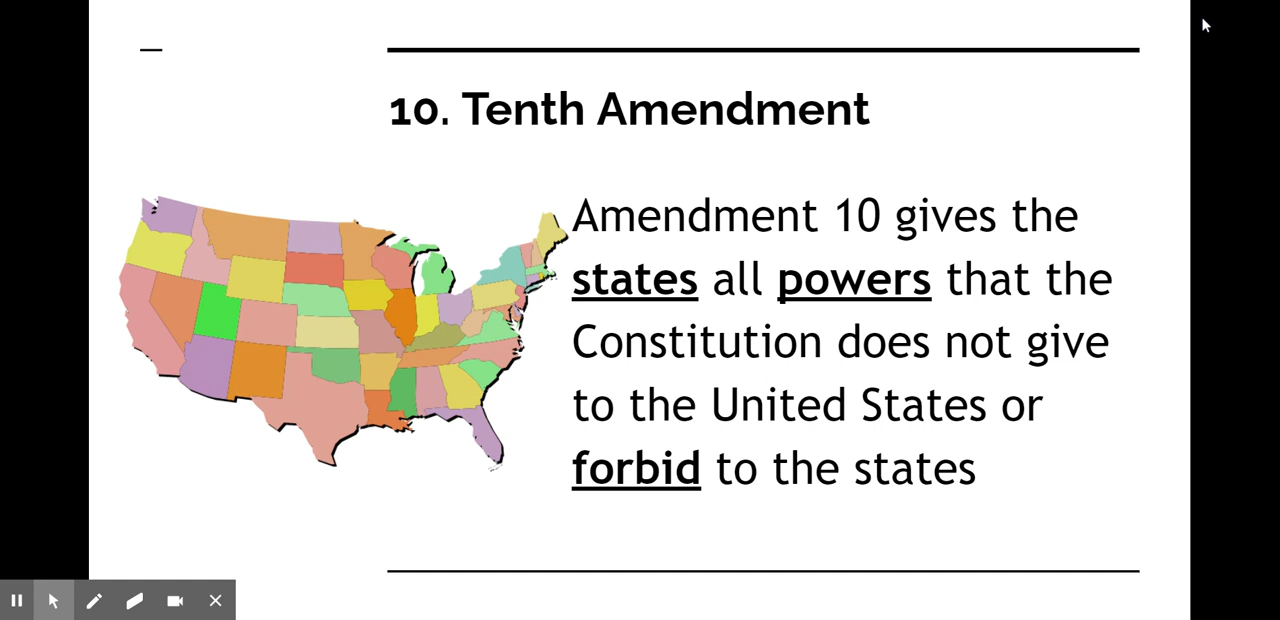 10. Tenth Amendment
Amendment 10 gives the
states all powers that the
Constitution does not give
to the United States or
forbid to the states